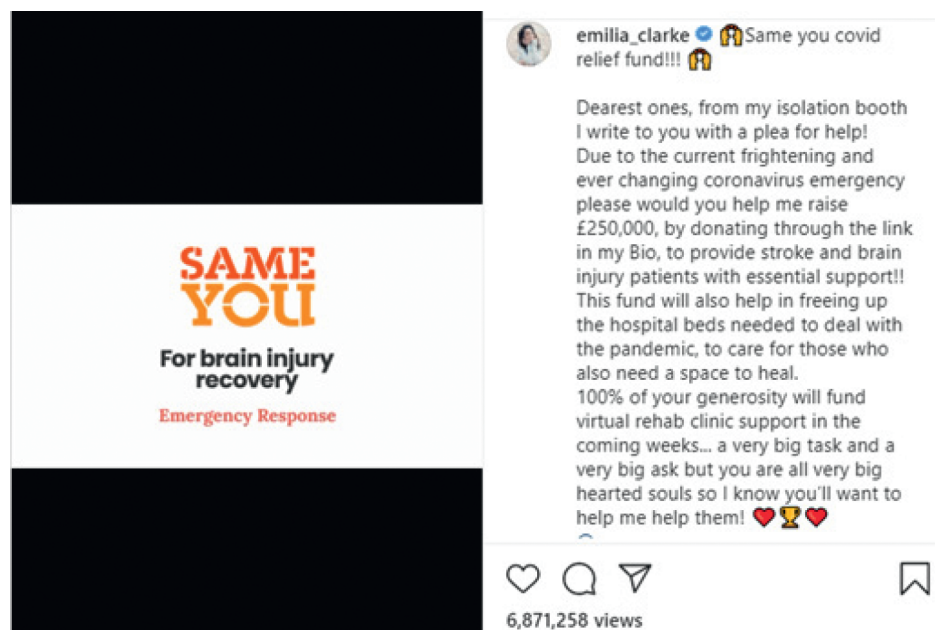 SAME
YOU
For brain injury
recovery
Emergency Response
emilia_clarke 🙌Same you covid
relief fund!!! 🙌
Dearest ones, from my isolation booth
I write to you with a plea for help!
Due to the current frightening and
ever changing coronavirus emergency
please would you help me raise
£250,000, by donating through the link
in my Bio, to provide stroke and brain
injury patients with essential support!!
This fund will also help in freeing up
the hospital beds needed to deal with
the pandemic, to care for those who
also need a space to heal.
100% of your generosity will fund
virtual rehab clinic support in the
coming weeks... a very big task and a
very big ask but you are all very big
hearted souls so I know you'll want to
help me help them! ❤️🏆❤️
6,871,258 views